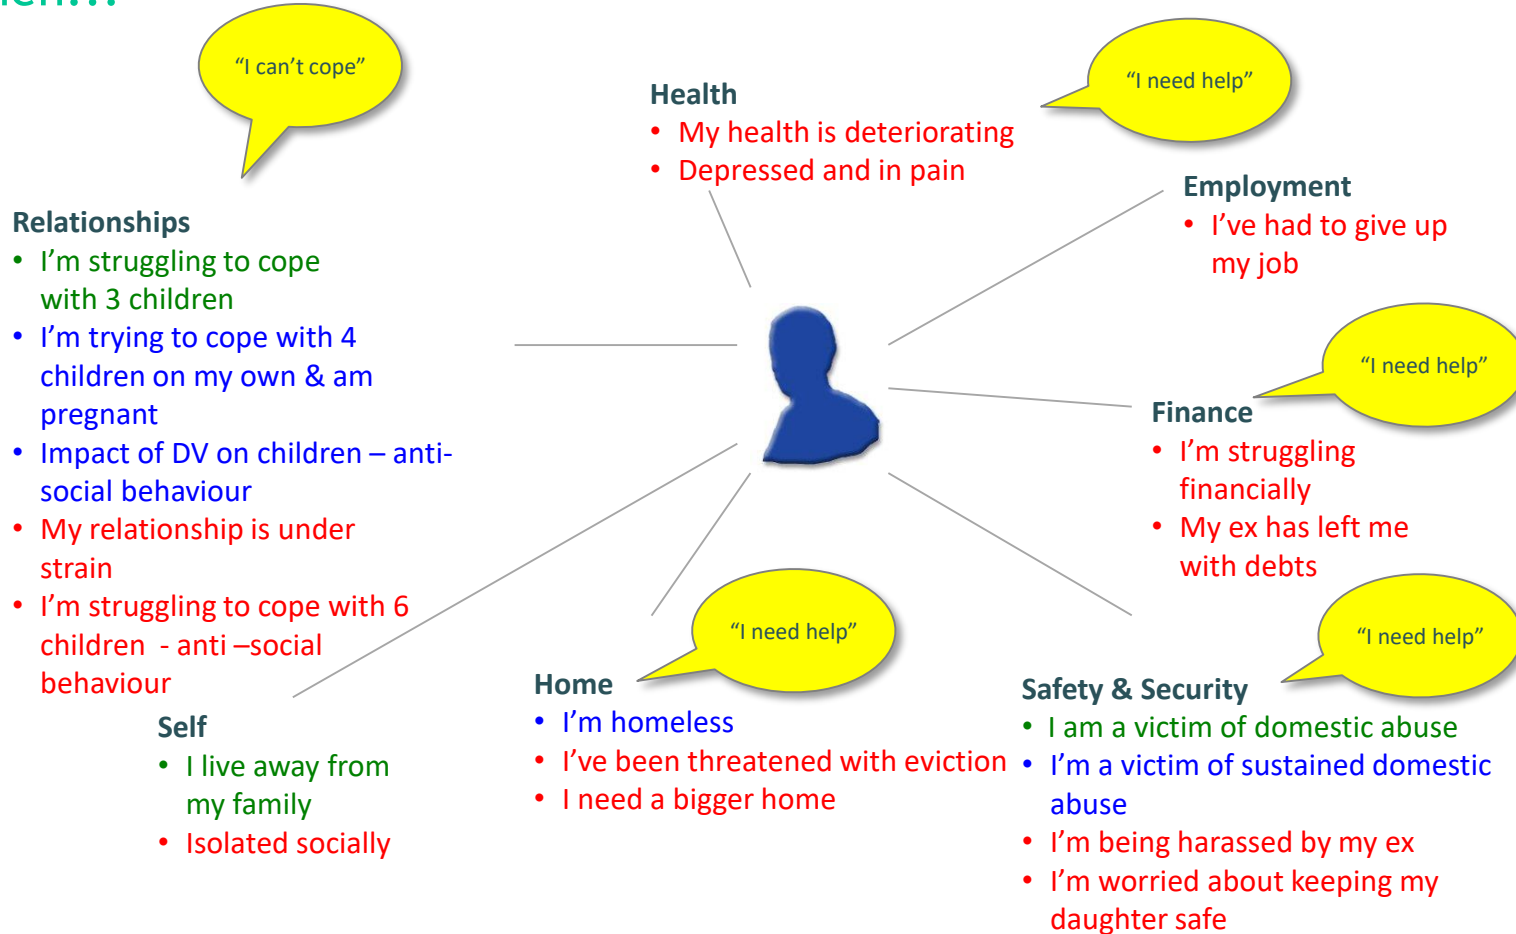 “I can’t cope”
“I need help”
Health
• My health is deteriorating
• Depressed and in pain
Employment
• I’ve had to give up
my job
Relationships
• I’m struggling to cope
with 3 children
• I’m trying to cope with 4
children on my own & am
pregnant
• Impact of DV on children – anti-
social behaviour
• My relationship is under
strain
• I’m struggling to cope with 6
children - anti –social
behaviour
“I need help”
Finance
• I’m struggling
financially
• My ex has left me
with debts
Self
• I live away from
my family
• Isolated socially
“I need help”
Home
• I’m homeless
• I’ve been threatened with eviction
• I need a bigger home
“I need help”
Safety & Security
• I am a victim of domestic abuse
• I’m a victim of sustained domestic
abuse
• I’m being harassed by my ex
• I’m worried about keeping my
daughter safe